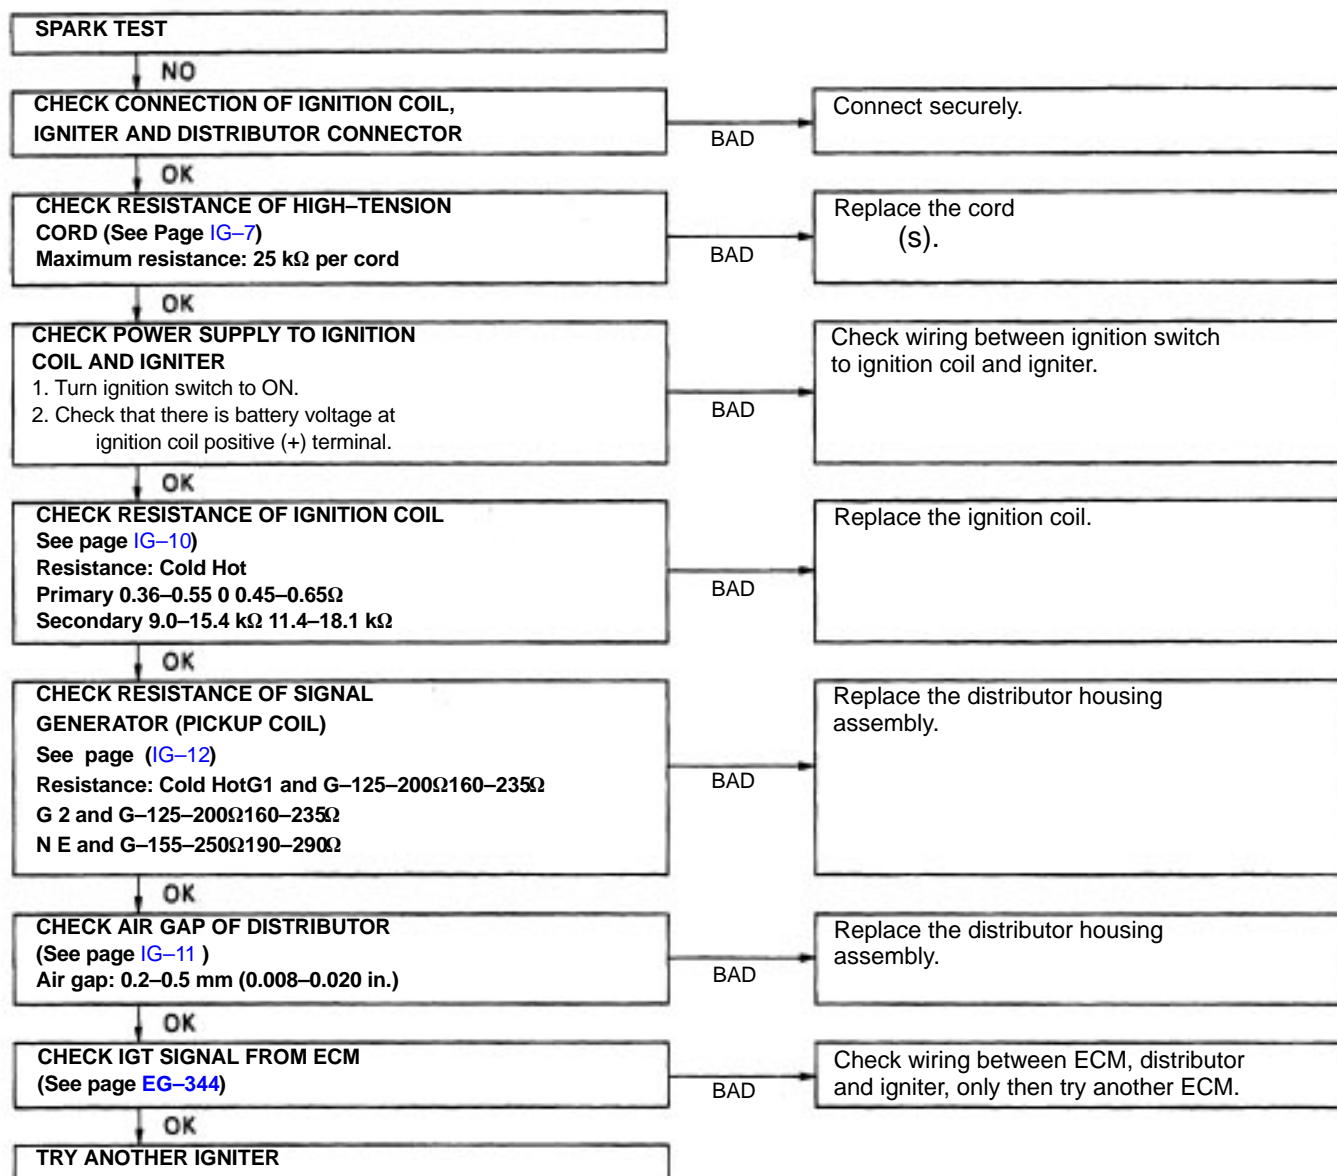 SPARK TEST
NO
CHECK CONNECTION OF IGNITION COIL,
IGNITER AND DISTRIBUTOR CONNECTOR
BAD
Connect securely.
OK
CHECK RESISTANCE OF HIGH–TENSION
CORD (See Page IG–7)
Maximum resistance: 25 kΩ per cord
BAD
Replace the cord
(s).
OK
CHECK POWER SUPPLY TO IGNITION
COIL AND IGNITER
1. Turn ignition switch to ON.
2. Check that there is battery voltage at
ignition coil positive (+) terminal.
BAD
Check wiring between ignition switch
to ignition coil and igniter.
OK
CHECK RESISTANCE OF IGNITION COIL
See page IG–10)
Resistance: Cold Hot
Primary 0.36–0.55 0 0.45–0.65Ω
Secondary 9.0–15.4 kΩ 11.4–18.1 kΩ
BAD
Replace the ignition coil.
OK
CHECK RESISTANCE OF SIGNAL
GENERATOR (PICKUP COIL)
See page (IG–12)
Resistance: Cold HotG1 and G–125–200Ω160–235Ω
G 2 and G–125–200Ω160–235Ω
N E and G–155–250Ω190–290Ω
BAD
Replace the distributor housing
assembly.
OK
CHECK AIR GAP OF DISTRIBUTOR
(See page IG–11 )
Air gap: 0.2–0.5 mm (0.008–0.020 in.)
BAD
Replace the distributor housing
assembly.
OK
CHECK IGT SIGNAL FROM ECM
(See page EG–344)
BAD
Check wiring between ECM, distributor
and igniter, only then try another ECM.
OK
TRY ANOTHER IGNITER